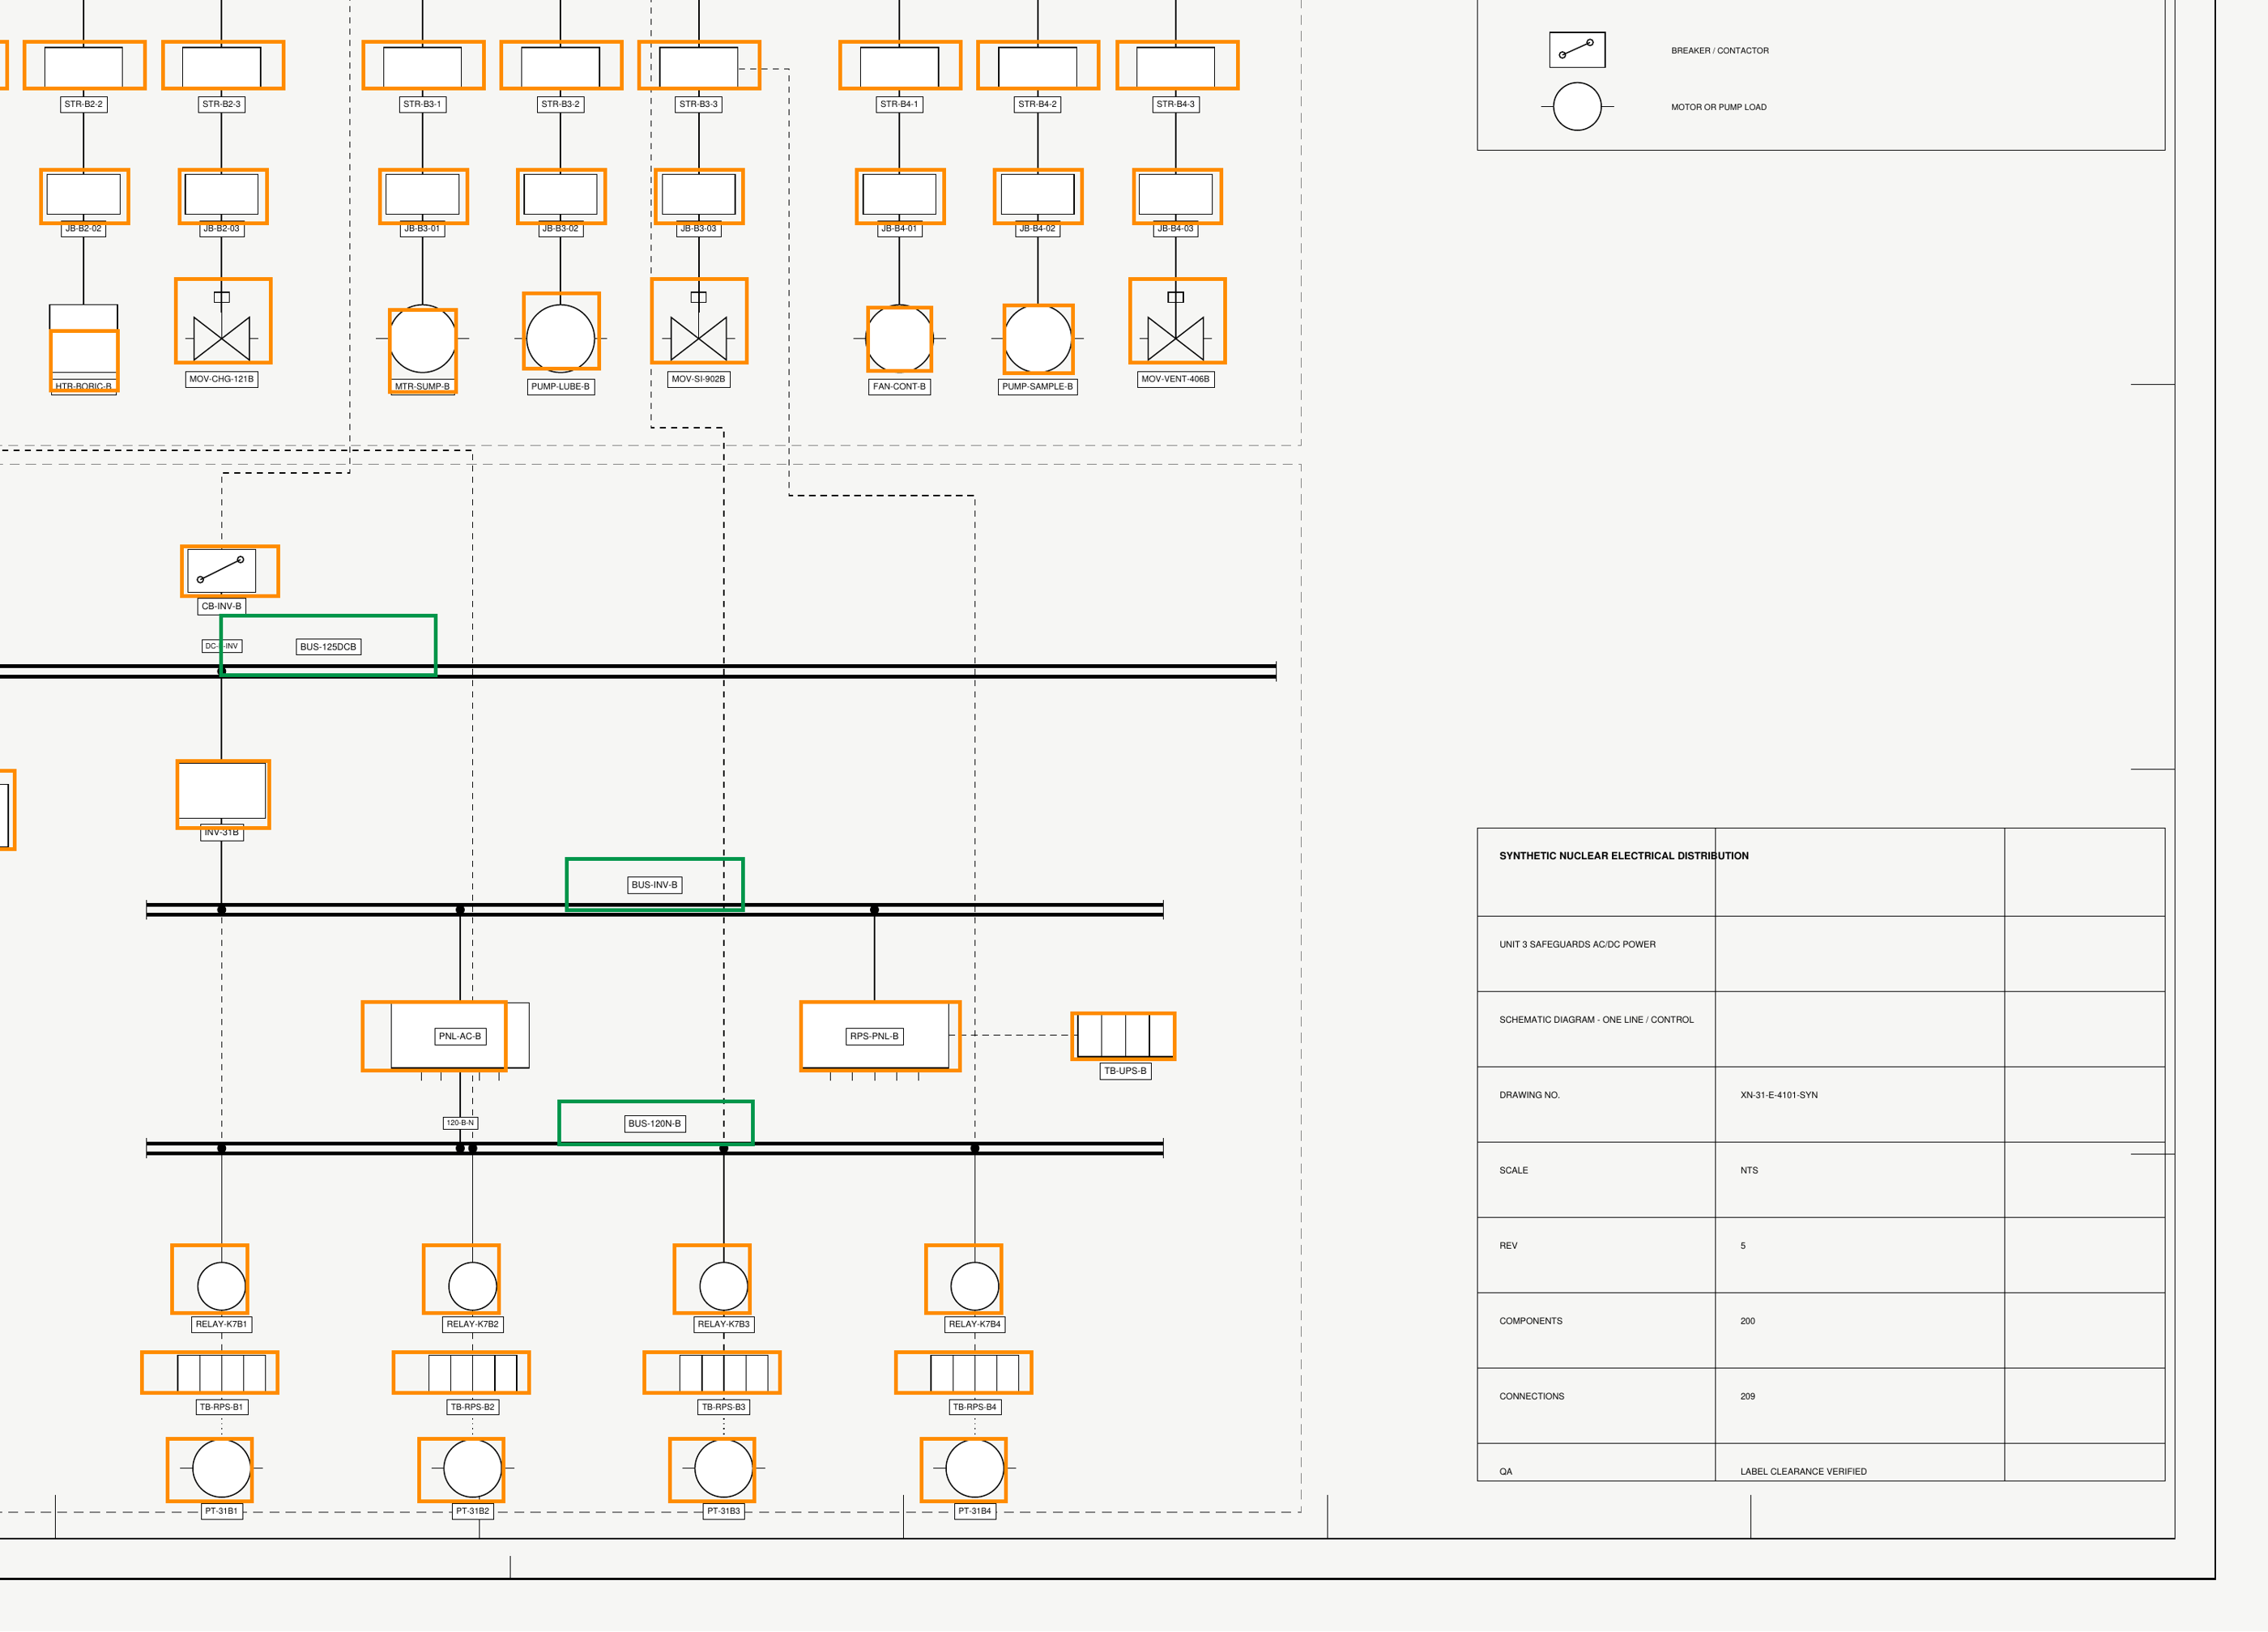 BREAKER / CONTACTOR
STR-B2-2
STR-B2-3
STR-B3-1
STR-B3-2
STR-B3-3
STR-B4-1
STR-B4-2
STR-B4-3
MOTOR OR PUMP LOAD
JB-B2-02
JB-B2-03
JB-B3-01
JB-B3-02
JB-B3-03
JB-B4-01
JB-B4-02
JB-B4-03
HTR-BORIC-B
MOV-CHG-121B
MTR-SUMP-B
PUMP-LUBE-B
MOV-SI-902B
FAN-CONT-B
PUMP-SAMPLE-B
MOV-VENT-406B
CB-INV-B
BUS-125DCB
INV-31B
BUS-INV-B
PNL-AC-B
RPS-PNL-B
TB-UPS-B
120-B-N
BUS-120N-B
RELAY-K7B1
RELAY-K7B2
RELAY-K7B3
RELAY-K7B4
TB-RPS-B1
TB-RPS-B2
TB-RPS-B3
TB-RPS-B4
PT-31B1
PT-31B2
PT-31B3
PT-31B4
SYNTHETIC NUCLEAR ELECTRICAL DISTRIBUTION
UNIT 3 SAFEGUARDS AC/DC POWER
SCHEMATIC DIAGRAM - ONE LINE / CONTROL
DRAWING NO. XN-31-E-4101-SYN
SCALE NTS
REV 5
COMPONENTS 200
CONNECTIONS 209
QA LABEL CLEARANCE VERIFIED